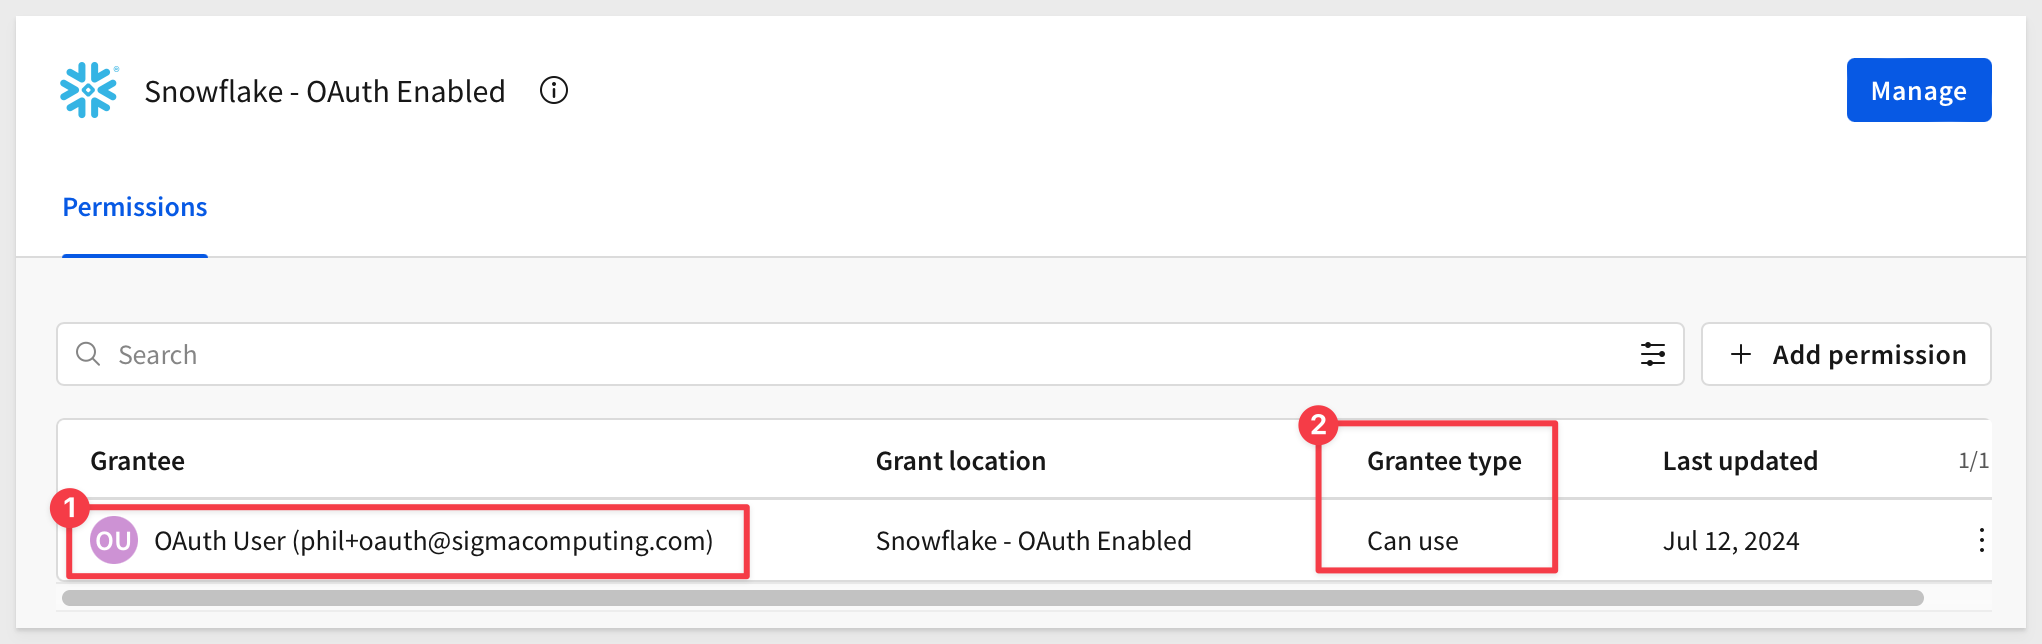 Snowflake - OAuth Enabled
Manage
Permissions
Search
+ Add permission
Grantee Grant location Grantee type Last updated 1/1
2
1
OU OAuth User (phil+oauth@sigmacomputing.com) Snowflake - OAuth Enabled Can use Jul 12, 2024